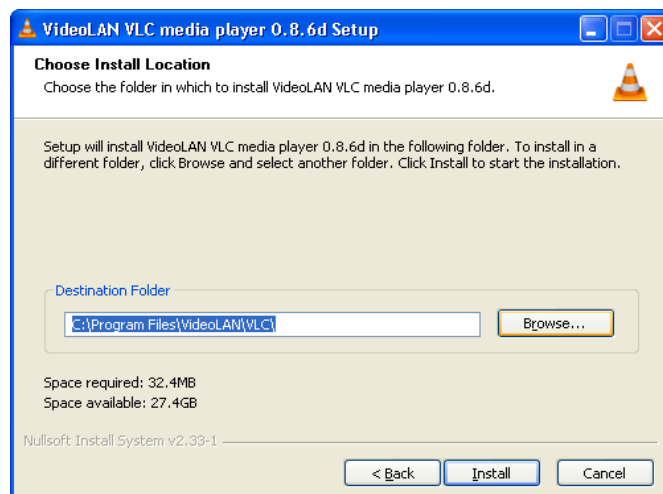 VideoLAN VLC media player 0.8.6d Setup
Choose Install Location
Choose the folder in which to install VideoLAN VLC media player 0.8.6d.
Setup will install VideoLAN VLC media player 0.8.6d in the following folder. To install in a
different folder, click Browse and select another folder. Click Install to start the installation.
Destination Folder
C:\Program Files\VideoLAN\VLC\
Browse...
Space required: 32.4MB
Space available: 27.4GB
Nullsoft Install System v2.33-1
< Back Install Cancel